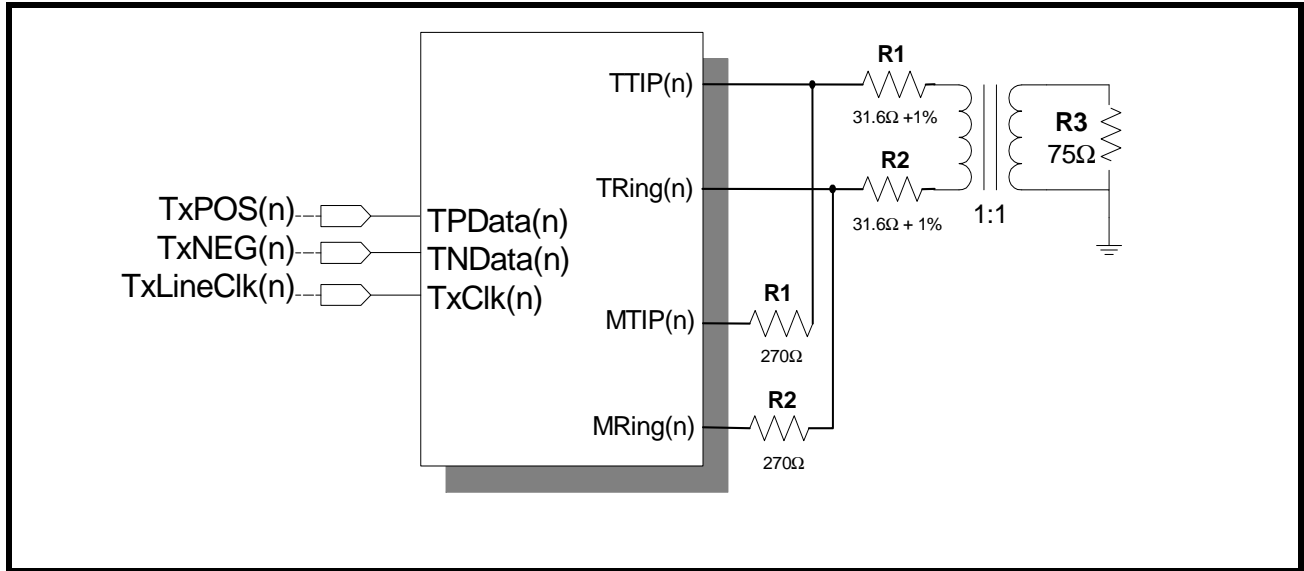 TxPOS(n)
TxNEG(n)
TxLineClk(n)
TPData(n)
TNData(n)
TxClk(n)
TTIP(n)
TRing(n)
MTIP(n)
MRing(n)
R1
31.6Ω +1%
R2
31.6Ω + 1%
R1
270Ω
R2
270Ω
1:1
R3
75Ω